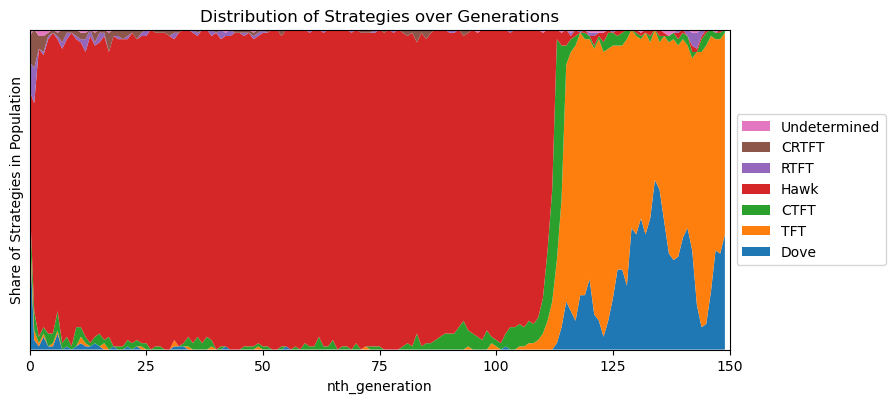 Distribution of Strategies over Generations
Share of Strategies in Population
Undetermined
CRTFT
RTFT
Hawk
CTFT
TFT
Dove
0 25 50 75 100 125 150
nth_generation